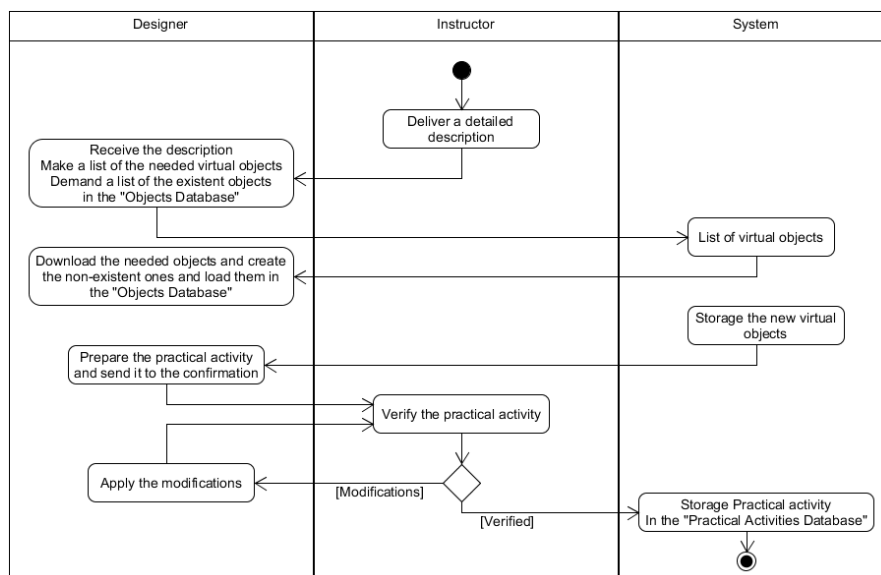 Designer
Instructor
System
Deliver a detailed
description
Receive the description
Make a list of the needed virtual objects
Demand a list of the existent objects
in the "Objects Database"
List of virtual objects
Download the needed objects and create
the non-existent ones and load them in
the "Objects Database"
Storage the new virtual
objects
Prepare the practical activity
and send it to the confirmation
Verify the practical activity
Apply the modifications
[Modifications]
[Verified]
Storage Practical activity
In the "Practical Activities Database"